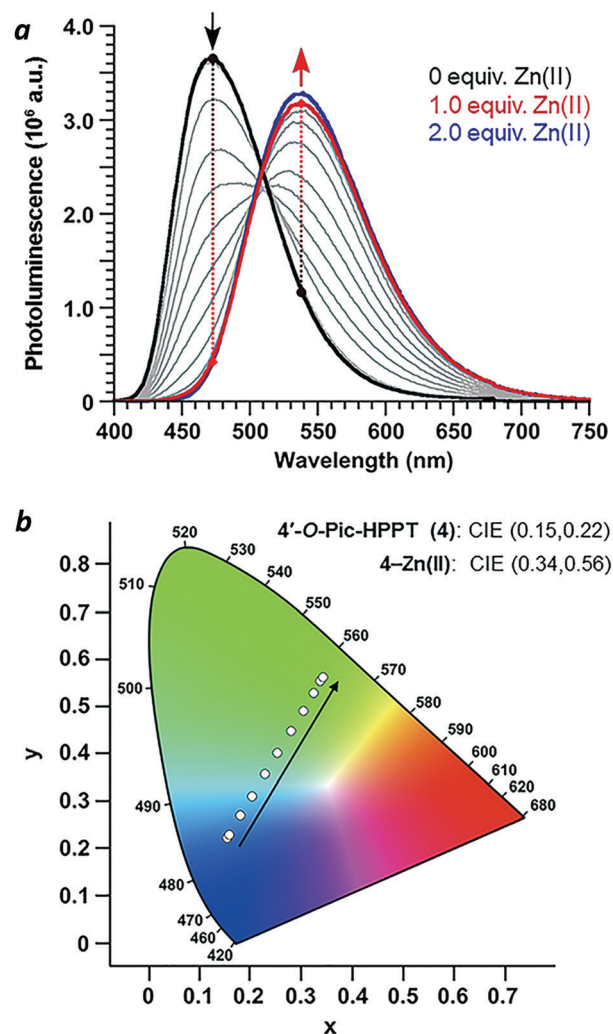 a
4.0
3.0
2.0
1.0
0
Photoluminescence (10⁶ a.u.)
0 equiv. Zn(II)
1.0 equiv. Zn(II)
2.0 equiv. Zn(II)
400 450 500 550 600 650 700 750
Wavelength (nm)
b
4′-O-Pic-HPPT (4): CIE (0.15,0.22)
4–Zn(II): CIE (0.34,0.56)
0.8
0.7
0.6
0.5
0.4
0.3
0.2
0.1
0
y
520
530
540
510
550
560
570
500
580
590
600
610
620
680
490
480
470
460
420
0 0.1 0.2 0.3 0.4 0.5 0.6 0.7
x